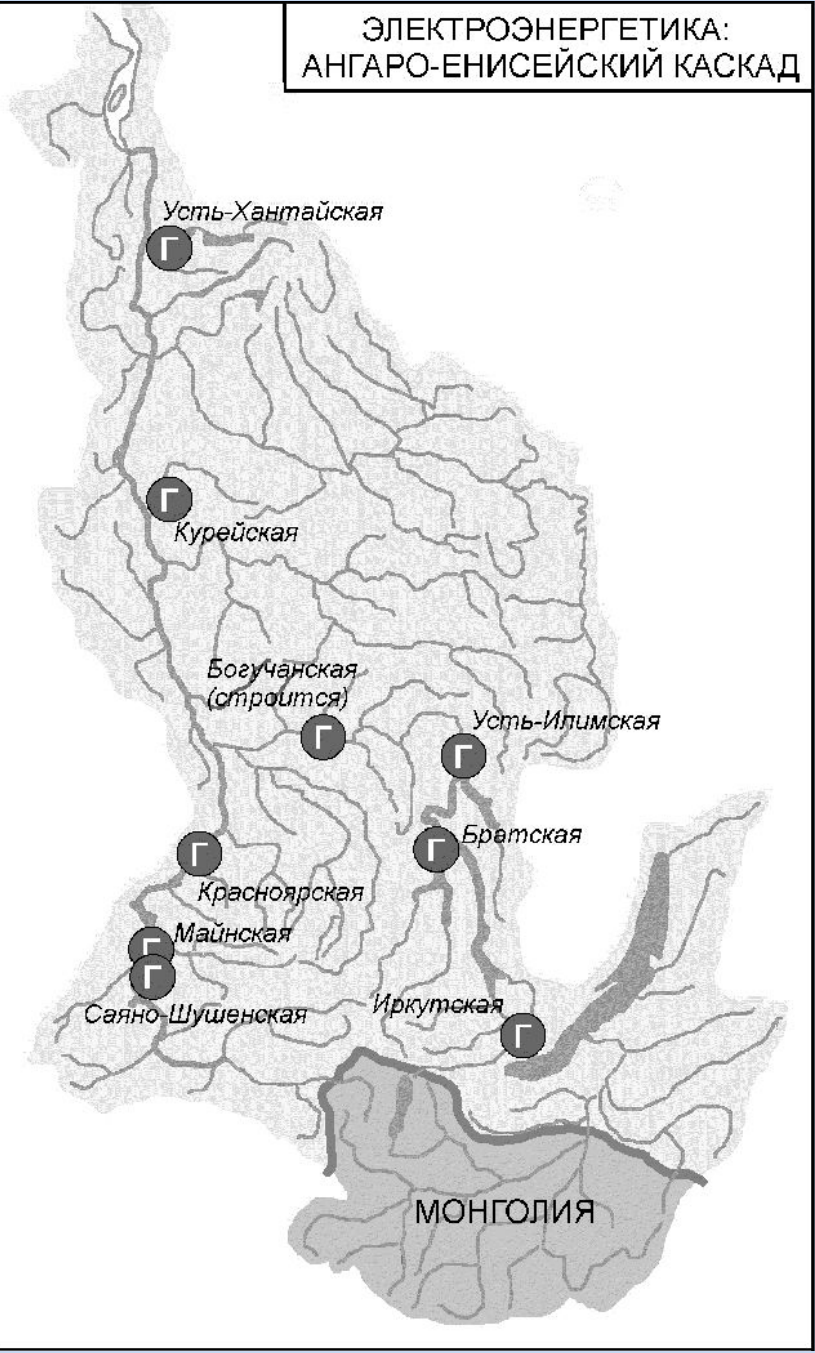 ЭЛЕКТРОЭНЕРГЕТИКА:
АНГАРО-ЕНИСЕЙСКИЙ КАСКАД
Усть-Хантайская
Г
Г
Курейская
Богучанская
(строится)
Г
Усть-Илимская
Г
Братская
Г
Г
Красноярская
Майнская
Г
Г
Саяно-Шушенская
Иркутская
Г
МОНГОЛИЯ